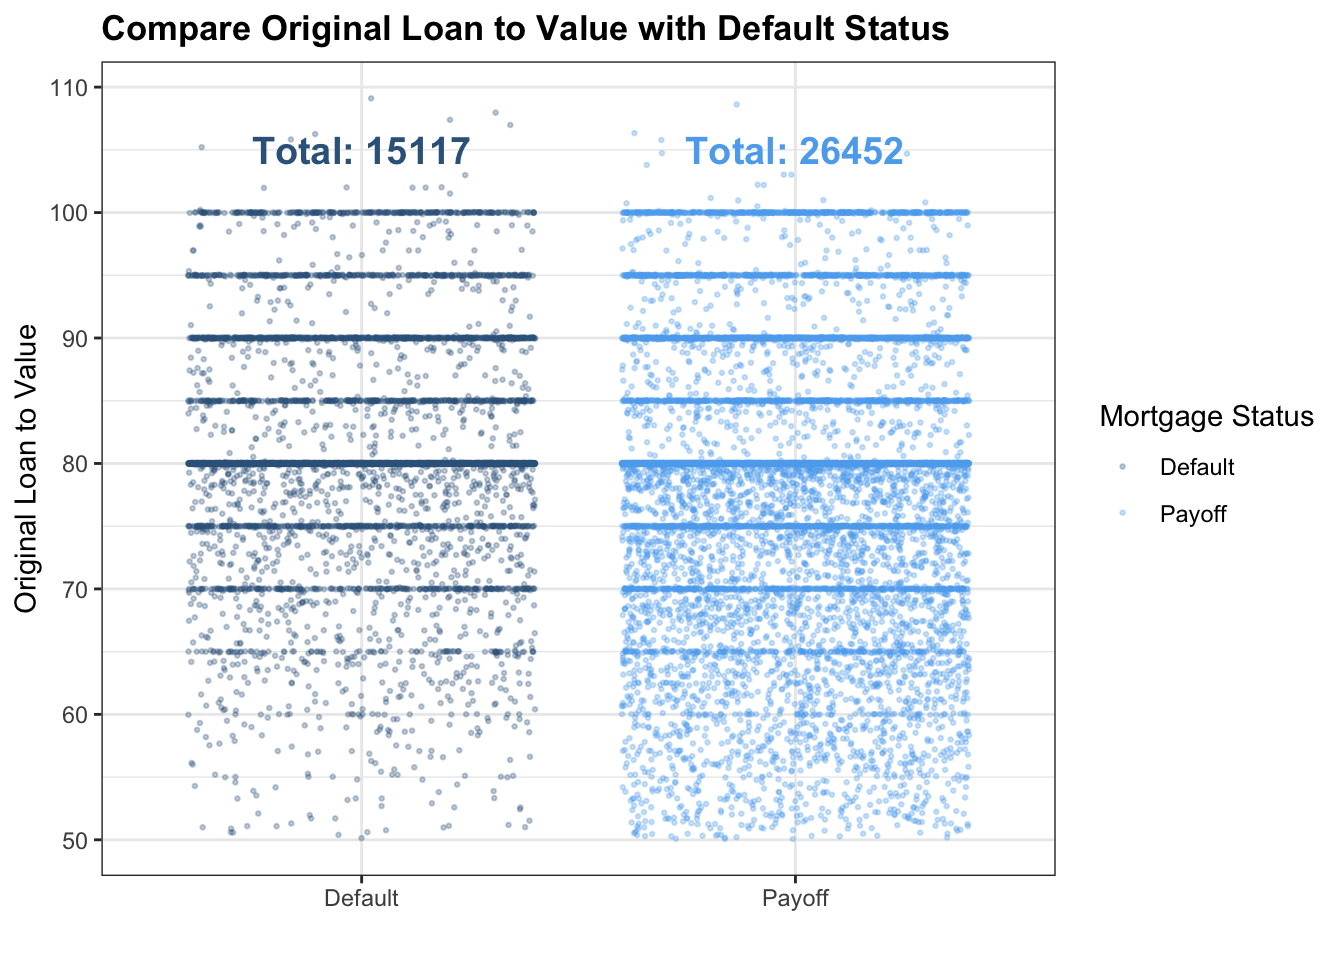 Compare Original Loan to Value with Default Status
110
100
90
80
70
60
50
Original Loan to Value
Total: 15117
Total: 26452
Default
Payoff
Mortgage Status
Default
Payoff